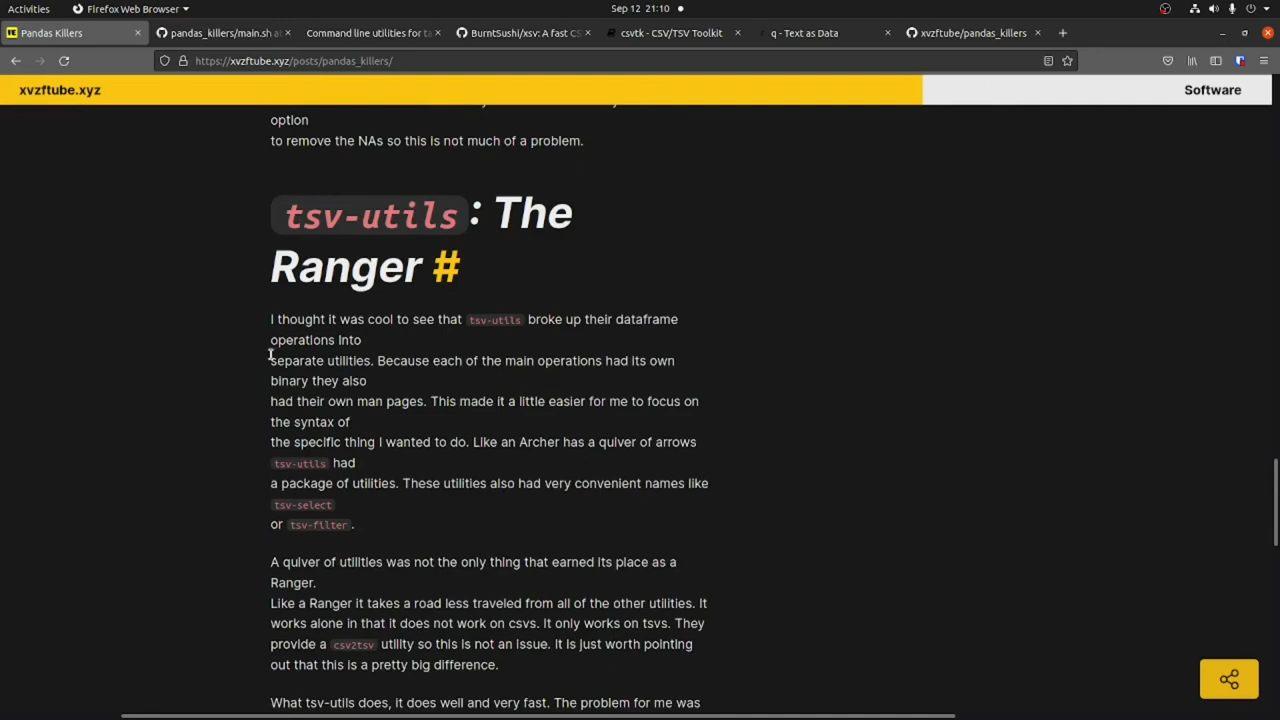 Activities
Firefox Web Browser
Sep 12 21:10
Pandas Killers
pandas_killers/main.sh at
Command line utilities for ta
BurntSushi/xsv: A fast CS
csvtk - CSV/TSV Toolkit
q - Text as Data
xvzftube/pandas_killers
https://xvzftube.xyz/posts/pandas_killers/
xvzftube.xyz
Software
option
to remove the NAs so this is not much of a problem.
tsv-utils: The
Ranger #
I thought it was cool to see that tsv-utils broke up their dataframe
operations into
separate utilities. Because each of the main operations had its own
binary they also
had their own man pages. This made it a little easier for me to focus on
the syntax of
the specific thing I wanted to do. Like an Archer has a quiver of arrows
tsv-utils had
a package of utilities. These utilities also had very convenient names like
tsv-select
or tsv-filter.
A quiver of utilities was not the only thing that earned its place as a
Ranger.
Like a Ranger it takes a road less traveled from all of the other utilities. It
works alone in that it does not work on csvs. It only works on tsvs. They
provide a csv2tsv utility so this is not an issue. It is just worth pointing
out that this is a pretty big difference.
What tsv-utils does, it does well and very fast. The problem for me was